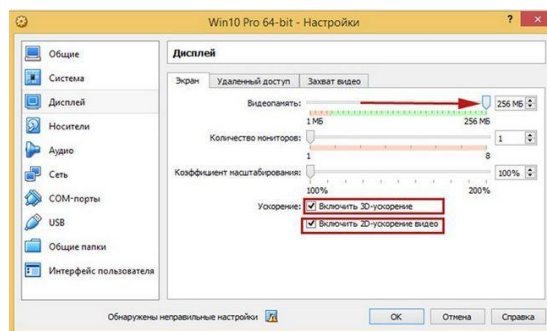 Win10 Pro 64-bit - Настройки
?
Общие
Система
Дисплей
Носители
Аудио
Сеть
COM-порты
USB
Общие папки
Интерфейс пользователя
Дисплей
Экран Удаленный доступ Захват видео
Видеопамять: 256 МБ
1 МБ 256 МБ
Количество мониторов: 1
1 8
Коэффициент масштабирования: 100%
100% 200%
Ускорение: Включить 3D-ускорение
Включить 2D-ускорение видео
Обнаружены неправильные настройки OK Отмена Справка